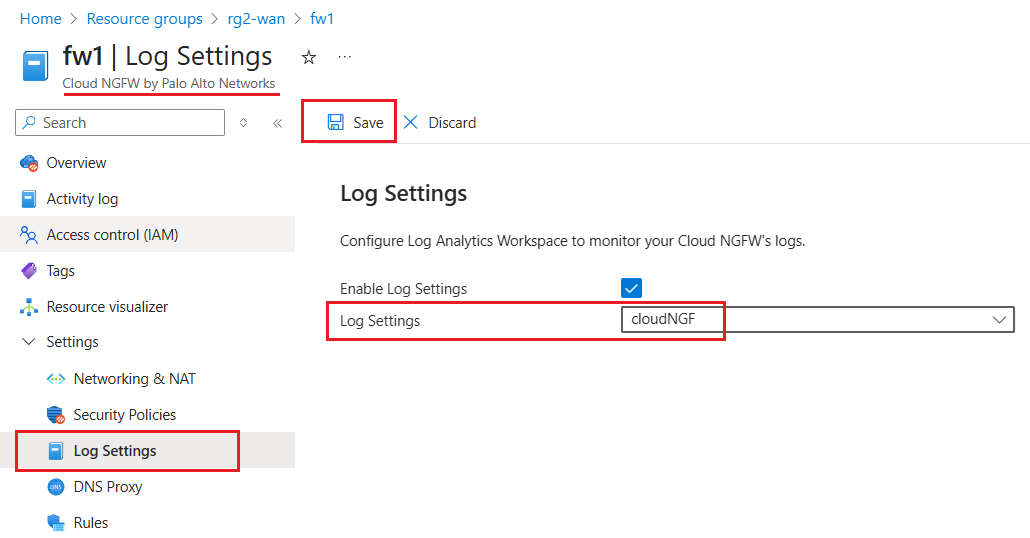 Home > Resource groups > rg2-wan > fw1
fw1 | Log Settings
Cloud NGFW by Palo Alto Networks
Search
Save
Discard
Overview
Activity log
Access control (IAM)
Tags
Resource visualizer
Settings
Networking & NAT
Security Policies
Log Settings
DNS Proxy
Rules
Log Settings
Configure Log Analytics Workspace to monitor your Cloud NGFW's logs.
Enable Log Settings
Log Settings cloudNGF